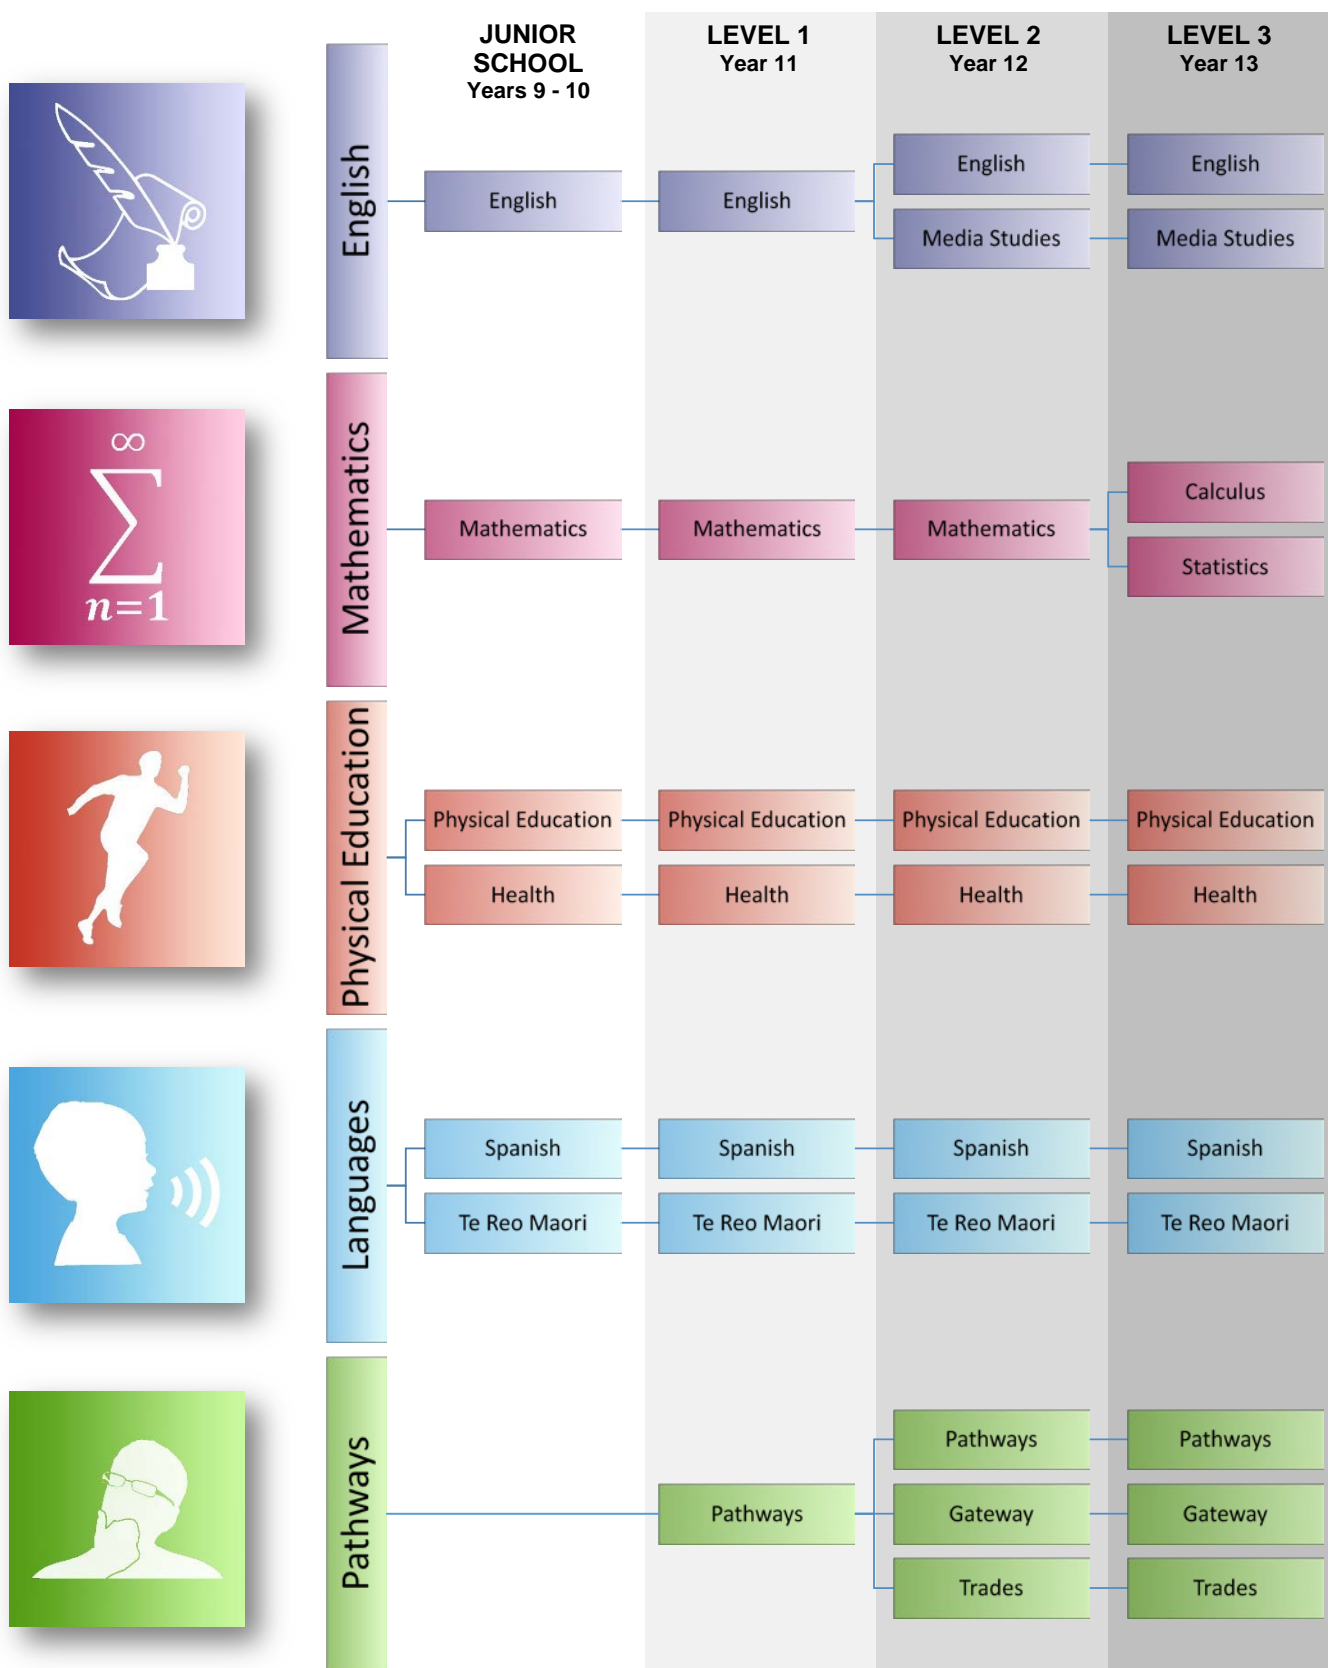 JUNIOR
SCHOOL
Years 9 - 10
LEVEL 1
Year 11
LEVEL 2
Year 12
LEVEL 3
Year 13
English
English
English
English
English
Media Studies
Media Studies
∞
∑
n=1
Mathematics
Mathematics
Mathematics
Mathematics
Calculus
Statistics
Physical Education
Physical Education
Physical Education
Physical Education
Physical Education
Health
Health
Health
Health
Languages
Spanish
Spanish
Spanish
Spanish
Te Reo Maori
Te Reo Maori
Te Reo Maori
Te Reo Maori
Pathways
Pathways
Pathways
Pathways
Gateway
Gateway
Trades
Trades